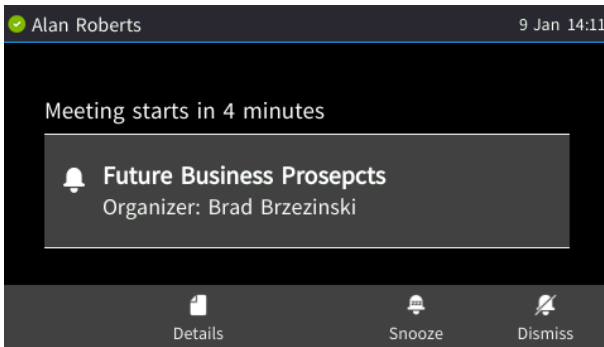 Alan Roberts 9 Jan 14:11
Meeting starts in 4 minutes
Future Business Prosepcts
Organizer: Brad Brzezinski
Details Snooze Dismiss